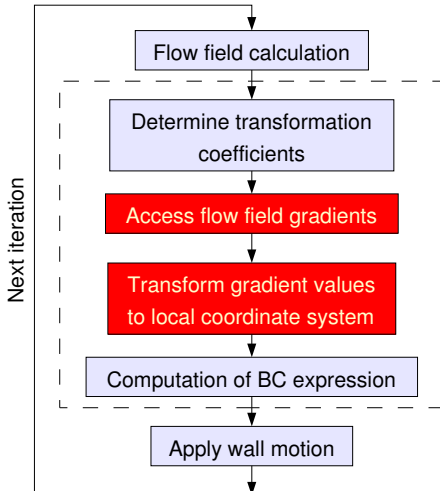 Flow field calculation
Determine transformation
coefficients
Access flow field gradients
Transform gradient values
to local coordinate system
Computation of BC expression
Apply wall motion
Next iteration